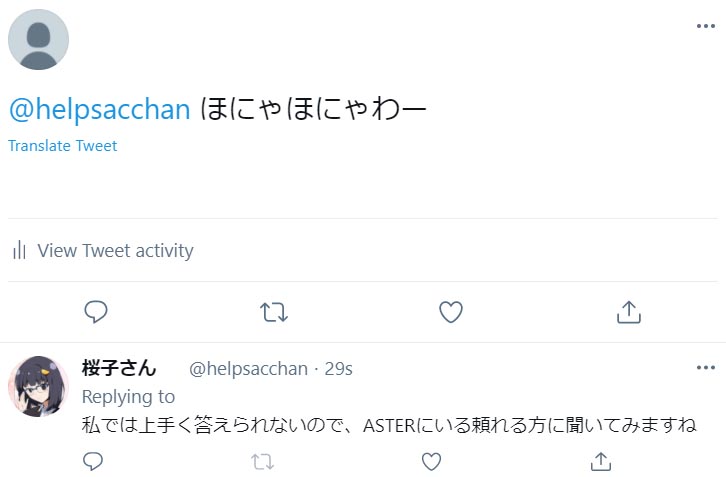 @helpsacchan ほにゃほにゃわー
Translate Tweet
View Tweet activity
桜子さん @helpsacchan · 29s
Replying to
私では上手く答えられないので、ASTERにいる頼れる方に聞いてみますね